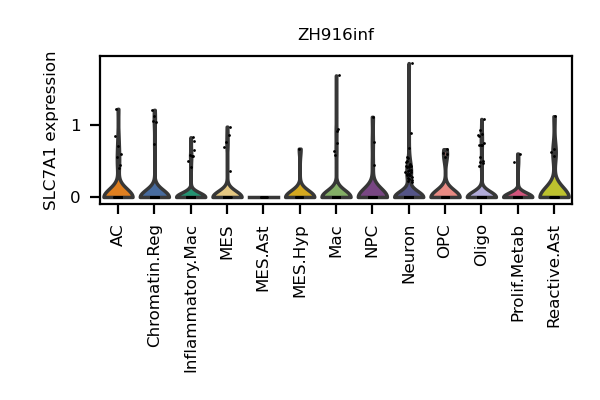 ZH916inf
SLC7A1 expression
1
0
AC
Chromatin.Reg
Inflammatory.Mac
MES
MES.Ast
MES.Hyp
Mac
NPC
Neuron
OPC
Oligo
Prolif.Metab
Reactive.Ast